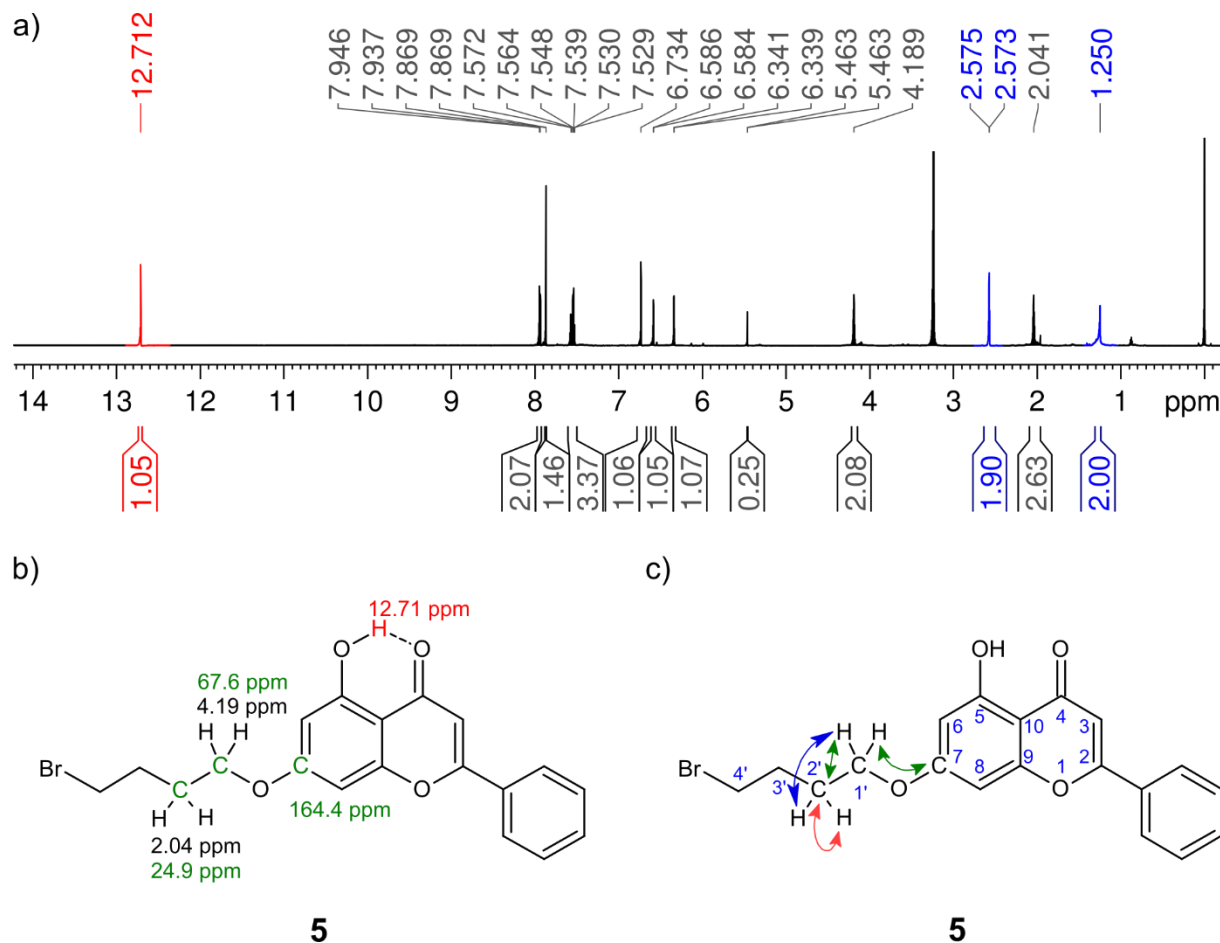 a)
12.712
7.946
7.937
7.869
7.869
7.572
7.564
7.548
7.539
7.530
7.529
6.734
6.586
6.584
6.341
6.339
5.463
5.463
4.189
2.575
2.573
2.041
1.250
14 13 12 11 10 9 8 7 6 5 4 3 2 1 ppm
1.05
2.07
1.46
3.37
1.06
1.05
1.07
0.25
2.08
1.90
2.63
2.00
b)
12.71 ppm
H
O O
67.6 ppm
4.19 ppm
H H
Br
C C
C O O
164.4 ppm
H H
2.04 ppm
24.9 ppm
5
c)
OH O
H H
5 4
6 10 3
Br 2' 7 9 2
4' 3' 1' O 8 O 1
H H
5